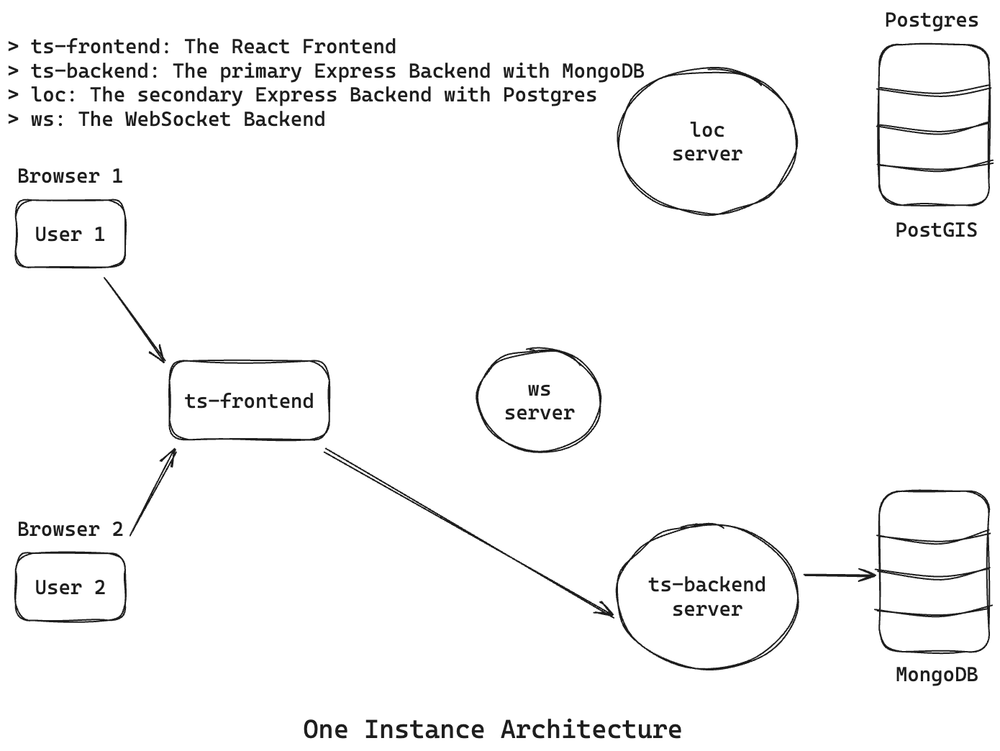 Postgres
> ts-frontend: The React Frontend
> ts-backend: The primary Express Backend with MongoDB
> loc: The secondary Express Backend with Postgres
> ws: The WebSocket Backend
loc
server
Browser 1
User 1
PostGIS
ts-frontend
ws
server
Browser 2
User 2
ts-backend
server
MongoDB
One Instance Architecture